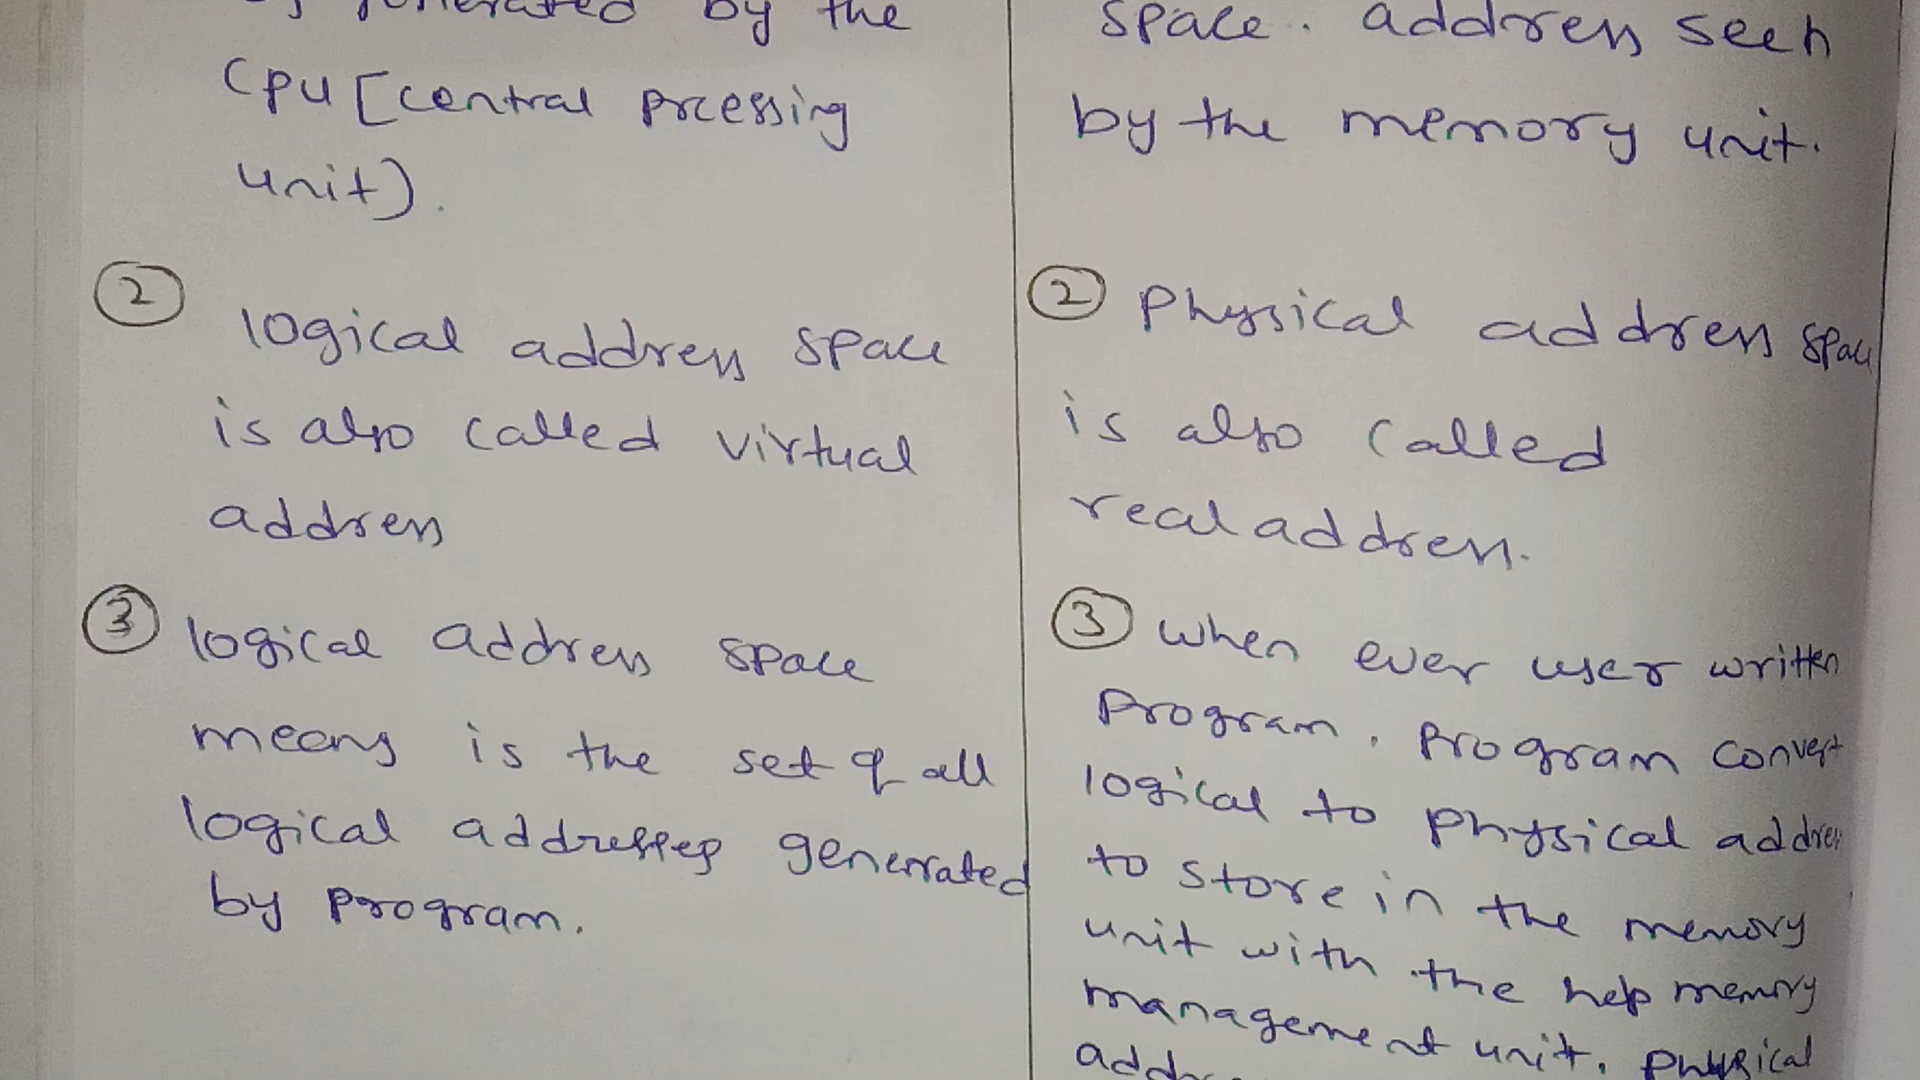 generated by the
Cpu [central prcessing
unit).
② logical address space
is also called virtual
address
③ logical address space
means is the set of all
logical addresses generated
by program.
space. address seen
by the memory unit.
② Physical address space
is also called
real address.
③ When ever user written
Program. Program convert
logical to physical addres
to store in the memory
unit with the help memory
management unit. Physical